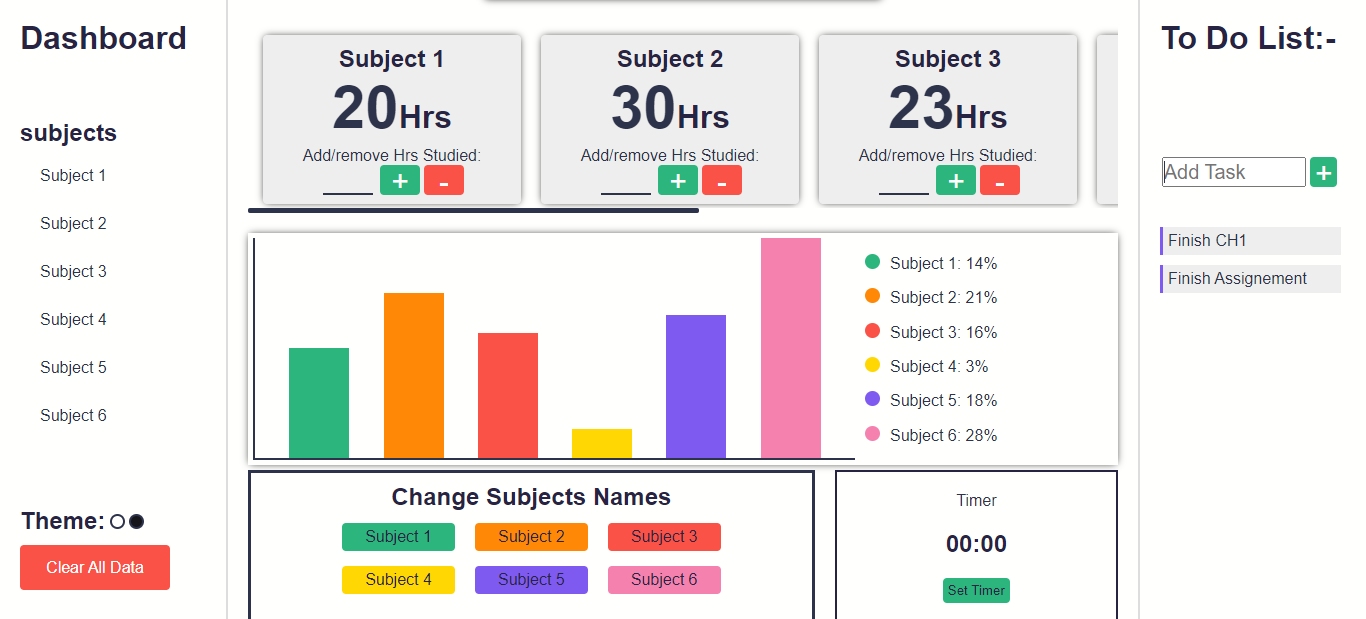 Dashboard
subjects
Subject 1
Subject 2
Subject 3
Subject 4
Subject 5
Subject 6
Theme:
Clear All Data
Subject 1
20Hrs
Add/remove Hrs Studied:
+ -
Subject 2
30Hrs
Add/remove Hrs Studied:
+ -
Subject 3
23Hrs
Add/remove Hrs Studied:
+ -
Subject 1: 14%
Subject 2: 21%
Subject 3: 16%
Subject 4: 3%
Subject 5: 18%
Subject 6: 28%
Change Subjects Names
Subject 1 Subject 2 Subject 3
Subject 4 Subject 5 Subject 6
Timer
00:00
Set Timer
To Do List:-
Add Task +
Finish CH1
Finish Assignement